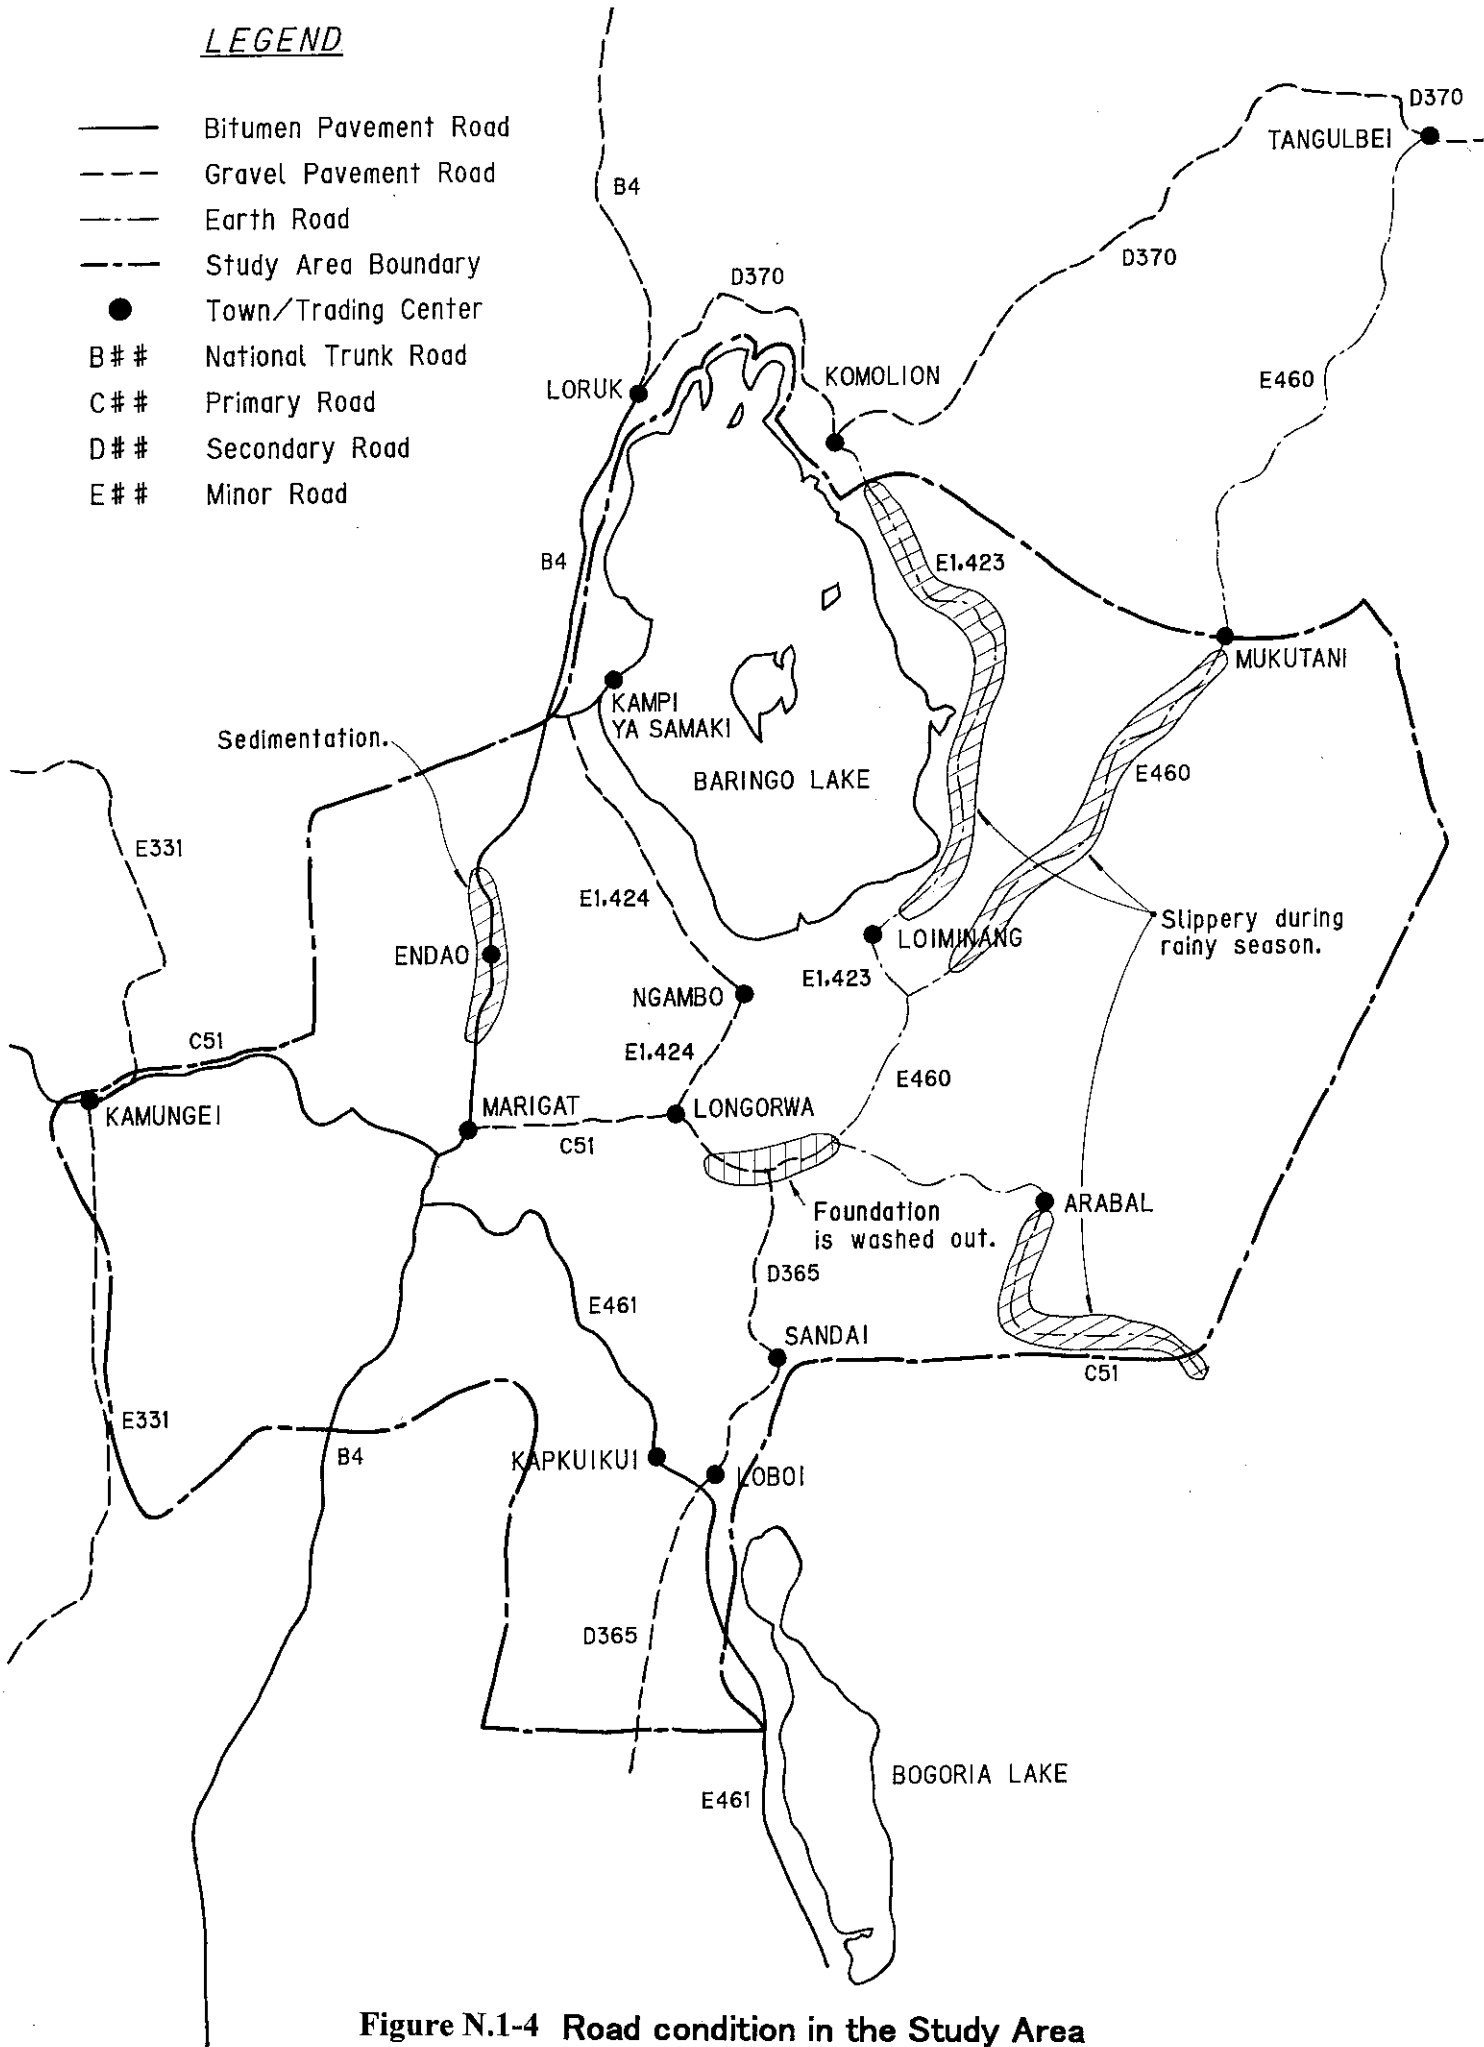 LEGEND
Bitumen Pavement Road
Gravel Pavement Road
Earth Road
Study Area Boundary
Town/Trading Center
B## National Trunk Road
C## Primary Road
D## Secondary Road
E## Minor Road
D370
TANGULBEI
B4
D370
D370
E460
KOMOLION
LORUK
B4
E1.423
MUKUTANI
KAMPI
YA SAMAKI
Sedimentation.
BARINGO LAKE
E460
E331
E1.424
Slippery during
rainy season.
ENDAO
LOIMINANG
E1.423
NGAMBO
C51
E1.424
E460
KAMUNGEI
MARIGAT
LONGORWA
C51
Foundation
is washed out.
ARABAL
D365
E461
SANDAI
C51
E331
B4
KAPKUIKUI
LOBOI
D365
BOGORIA LAKE
E461
Figure N.1-4 Road condition in the Study Area